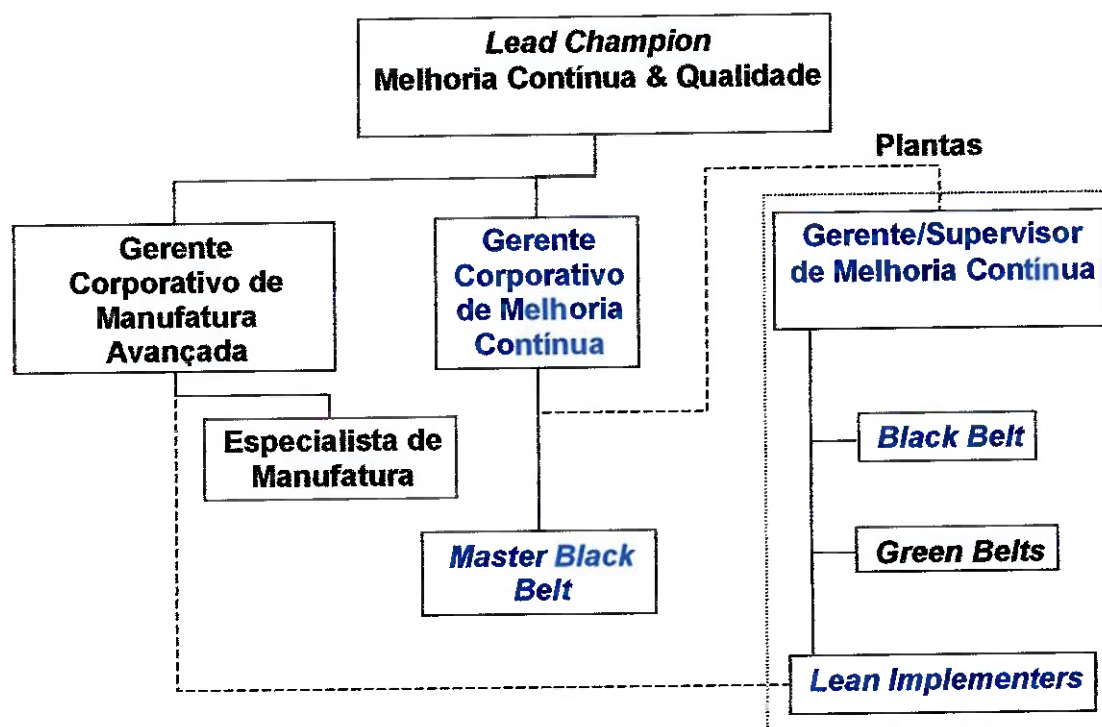 Lead Champion
Melhoria Contínua & Qualidade
Plantas
Gerente
Corporativo de
Manufatura
Avançada
Gerente
Corporativo
de Melhoria
Contínua
Gerente/Supervisor
de Melhoria Contínua
Especialista de
Manufatura
Master Black
Belt
Black Belt
Green Belts
Lean Implementers